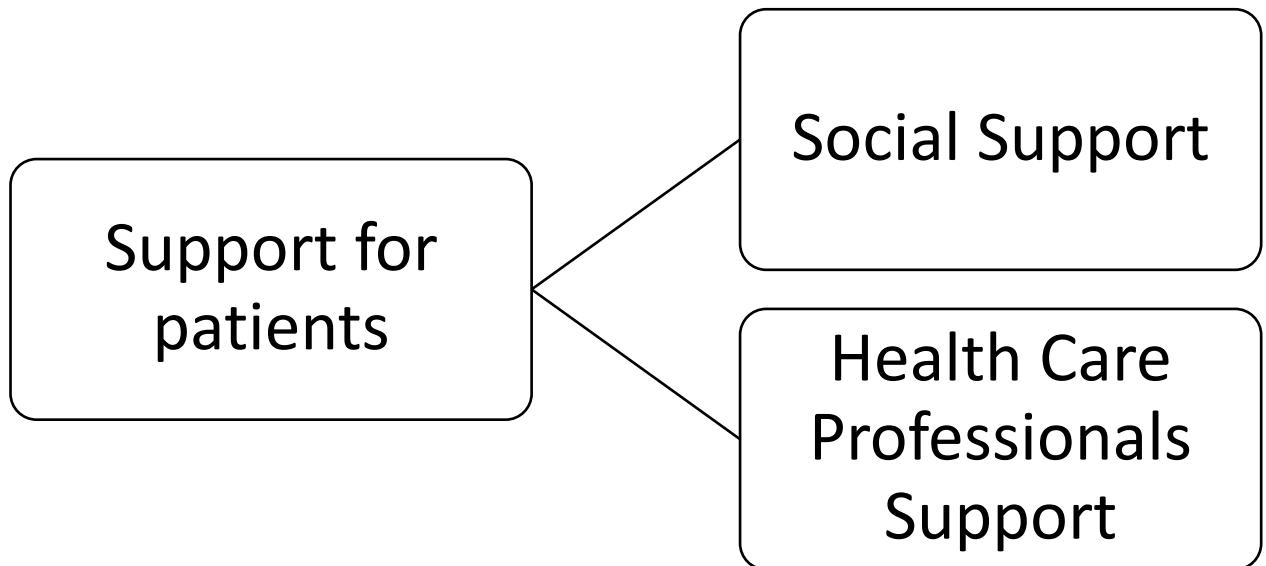 Support for
patients
Social Support
Health Care
Professionals
Support